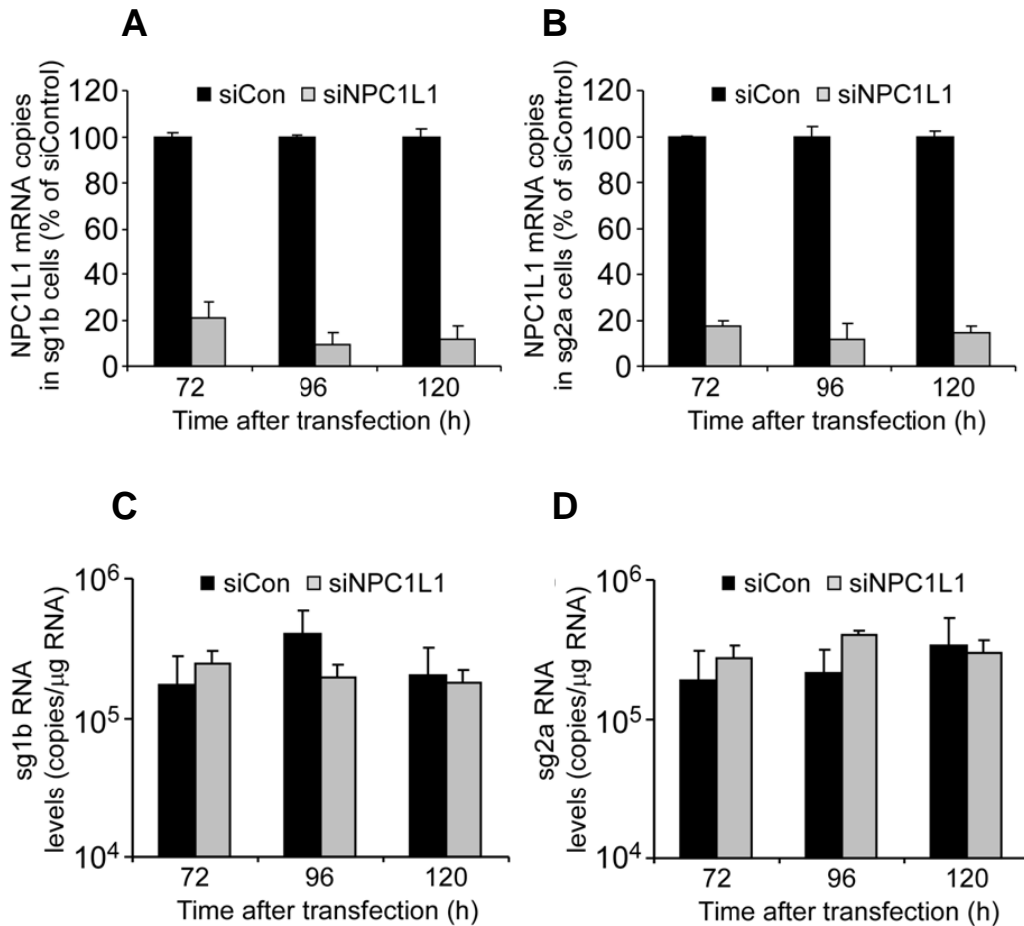 A
NPC1L1 mRNA copies
in sg1b cells (% of siControl)
siCon siNPC1L1
120
100
80
60
40
20
0
72 96 120
Time after transfection (h)
B
NPC1L1 mRNA copies
in sg2a cells (% of siControl)
siCon siNPC1L1
120
100
80
60
40
20
0
72 96 120
Time after transfection (h)
C
sg1b RNA
levels (copies/µg RNA)
siCon siNPC1L1
10⁶
10⁵
10⁴
72 96 120
Time after transfection (h)
D
sg2a RNA
levels (copies/µg RNA)
siCon siNPC1L1
10⁶
10⁵
10⁴
72 96 120
Time after transfection (h)